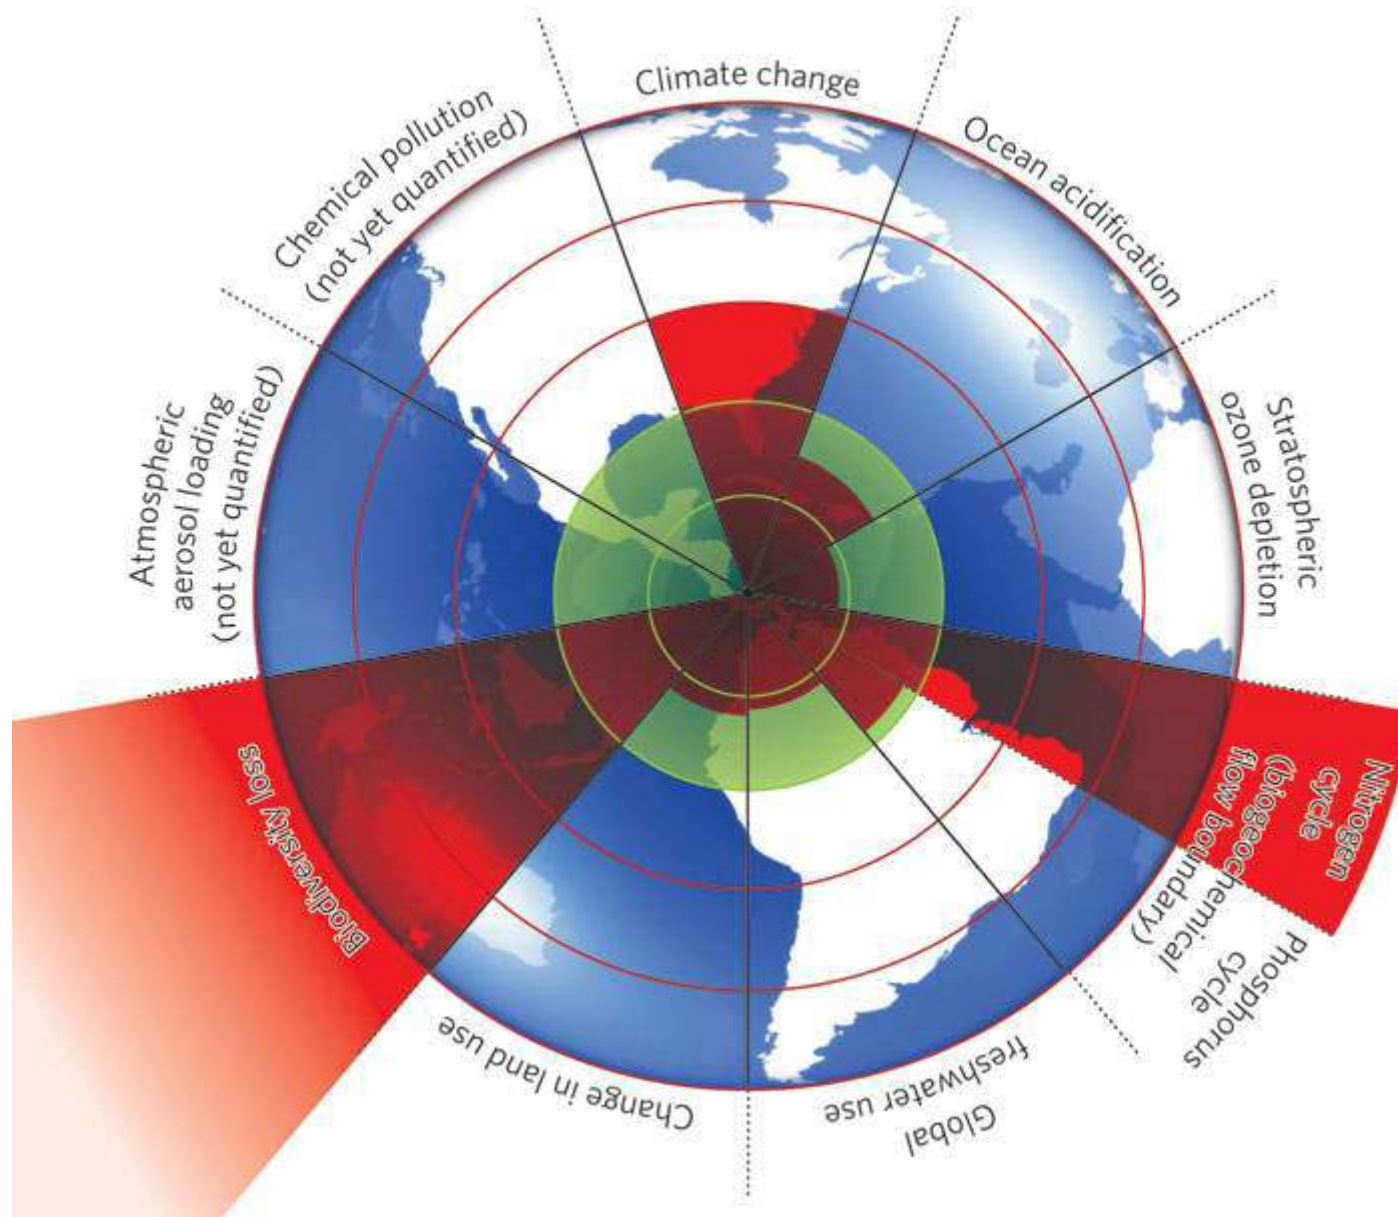 Climate change
Ocean acidification
Stratospheric
ozone depletion
Nitrogen
cycle
(biogeochemical
flow boundary)
Phosphorus
cycle
Global
freshwater use
Change in land use
Biodiversity loss
Atmospheric
aerosol loading
(not yet quantified)
Chemical pollution
(not yet quantified)